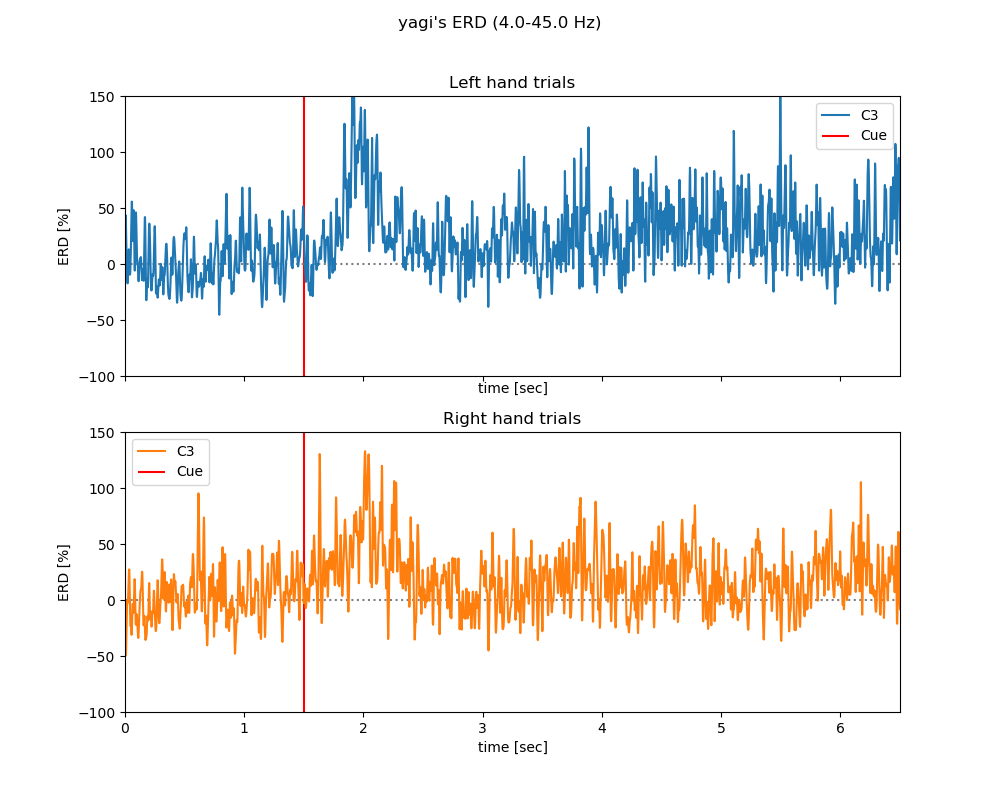 yagi's ERD (4.0-45.0 Hz)
Left hand trials
150
100
50
0
−50
−100
ERD [%]
C3
Cue
time [sec]
Right hand trials
150
100
50
0
−50
−100
ERD [%]
C3
Cue
0 1 2 3 4 5 6
time [sec]